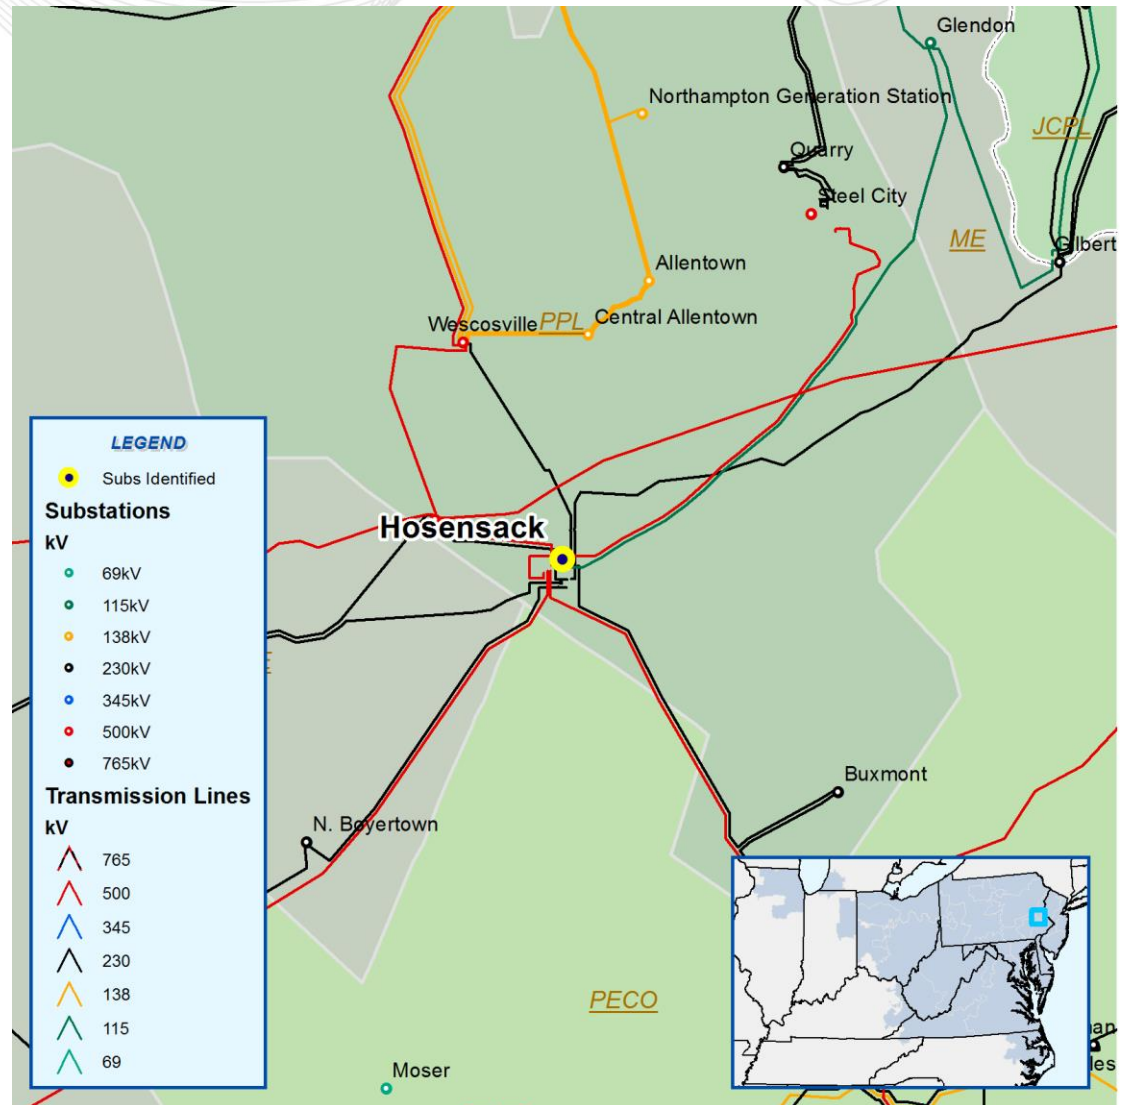 Glendon
Northampton Generation Station
JCPL
Quarry
Steel City
ME
Gilbert
Allentown
Wescosville
PPL
Central Allentown
Hosensack
LEGEND
Subs Identified
Substations
kV
69kV
115kV
138kV
230kV
345kV
500kV
765kV
Transmission Lines
kV
765
500
345
230
138
115
69
Buxmont
N. Boyertown
PECO
Moser